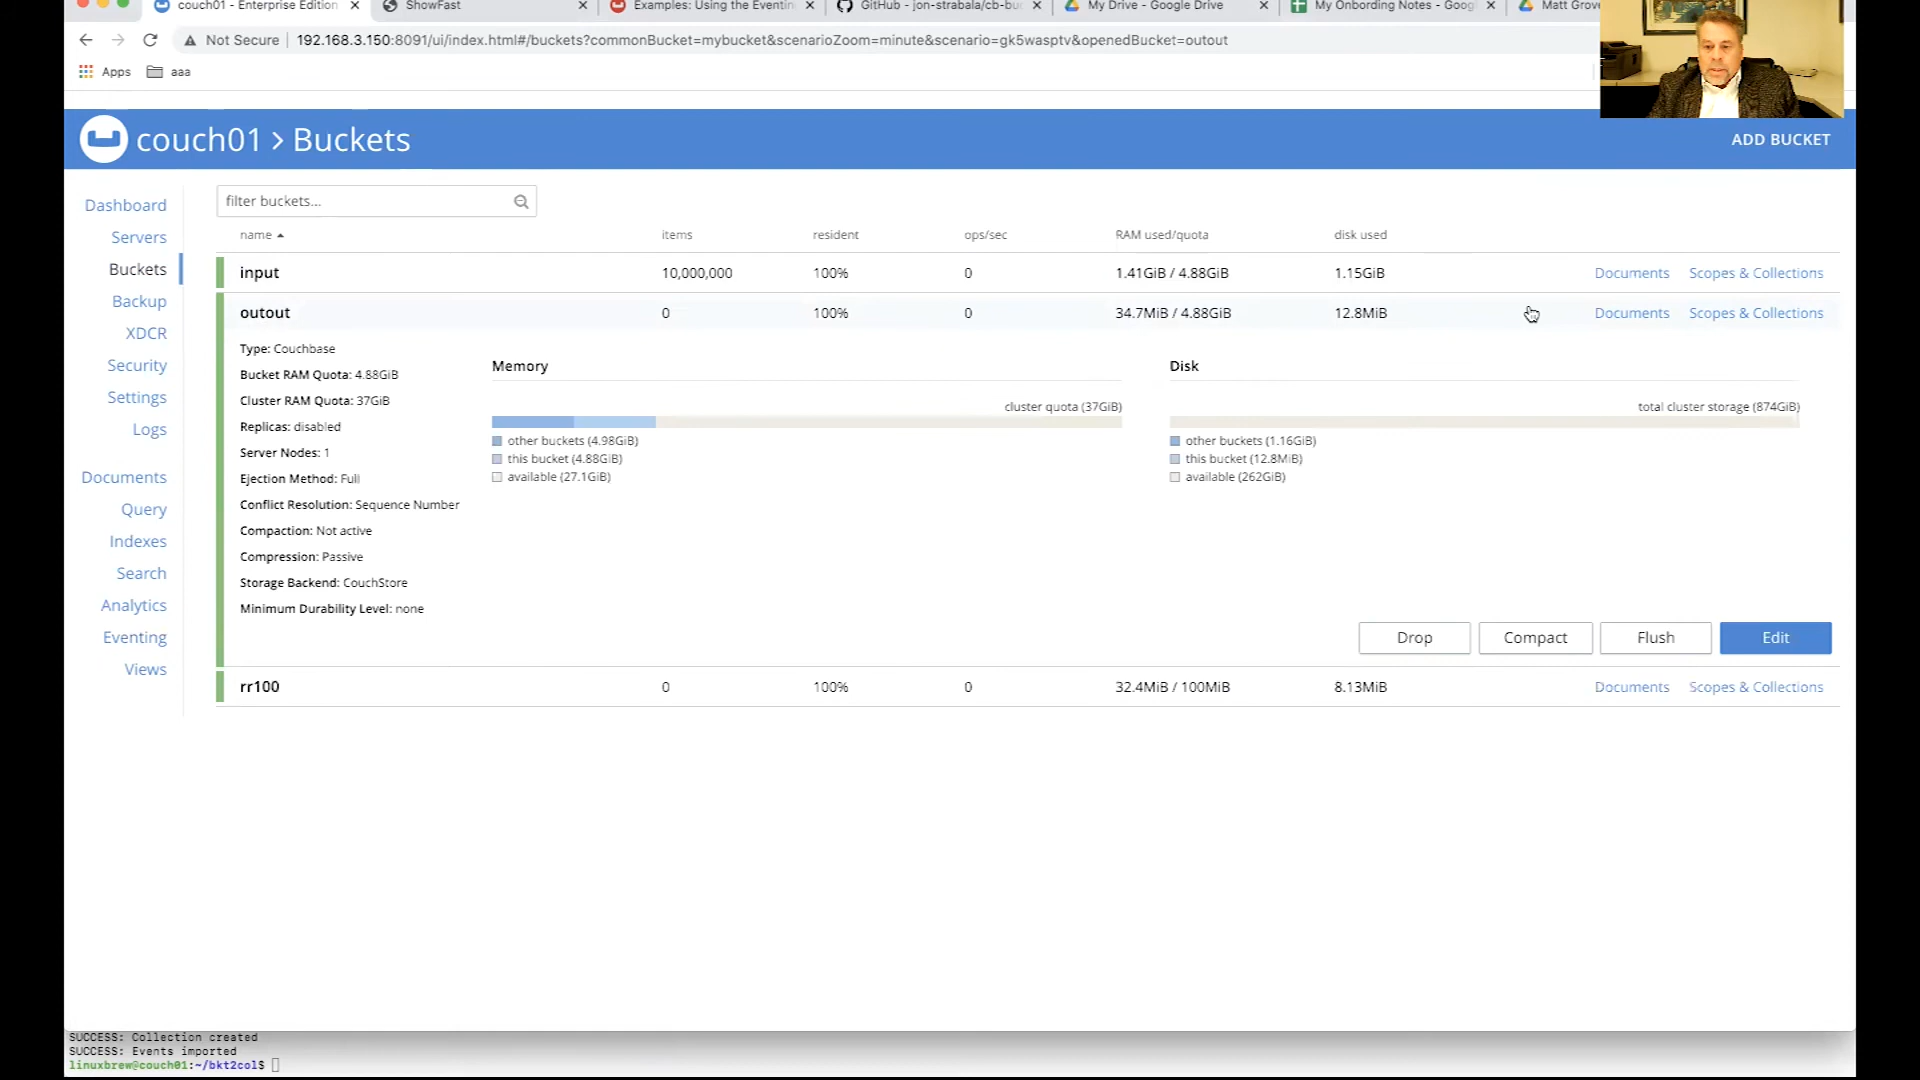 couch01 - Enterprise Edition
ShowFast
Examples: Using the Eventin
GitHub - jon-strabala/cb-bu
My Drive - Google Drive
My Onbording Notes - Goog
Matt Grov
Not Secure
192.168.3.150:8091/ui/index.html#/buckets?commonBucket=mybucket&scenarioZoom=minute&scenario=gk5wasptv&openedBucket=outout
Apps
aaa
couch01 > Buckets
ADD BUCKET
Dashboard
Servers
Buckets
Backup
XDCR
Security
Settings
Logs
Documents
Query
Indexes
Search
Analytics
Eventing
Views
filter buckets...
name items resident ops/sec RAM used/quota disk used
input 10,000,000 100% 0 1.41GiB / 4.88GiB 1.15GiB Documents Scopes & Collections
outout 0 100% 0 34.7MiB / 4.88GiB 12.8MiB Documents Scopes & Collections
Type: Couchbase
Bucket RAM Quota: 4.88GiB
Cluster RAM Quota: 37GiB
Replicas: disabled
Server Nodes: 1
Ejection Method: Full
Conflict Resolution: Sequence Number
Compaction: Not active
Compression: Passive
Storage Backend: CouchStore
Minimum Durability Level: none
Memory
cluster quota (37GiB)
other buckets (4.98GiB)
this bucket (4.88GiB)
available (27.1GiB)
Disk
total cluster storage (874GiB)
other buckets (1.16GiB)
this bucket (12.8MiB)
available (262GiB)
Drop Compact Flush Edit
rr100 0 100% 0 32.4MiB / 100MiB 8.13MiB Documents Scopes & Collections
SUCCESS: Collection created
SUCCESS: Events imported
linuxbrew@couch01:~/bkt2col$